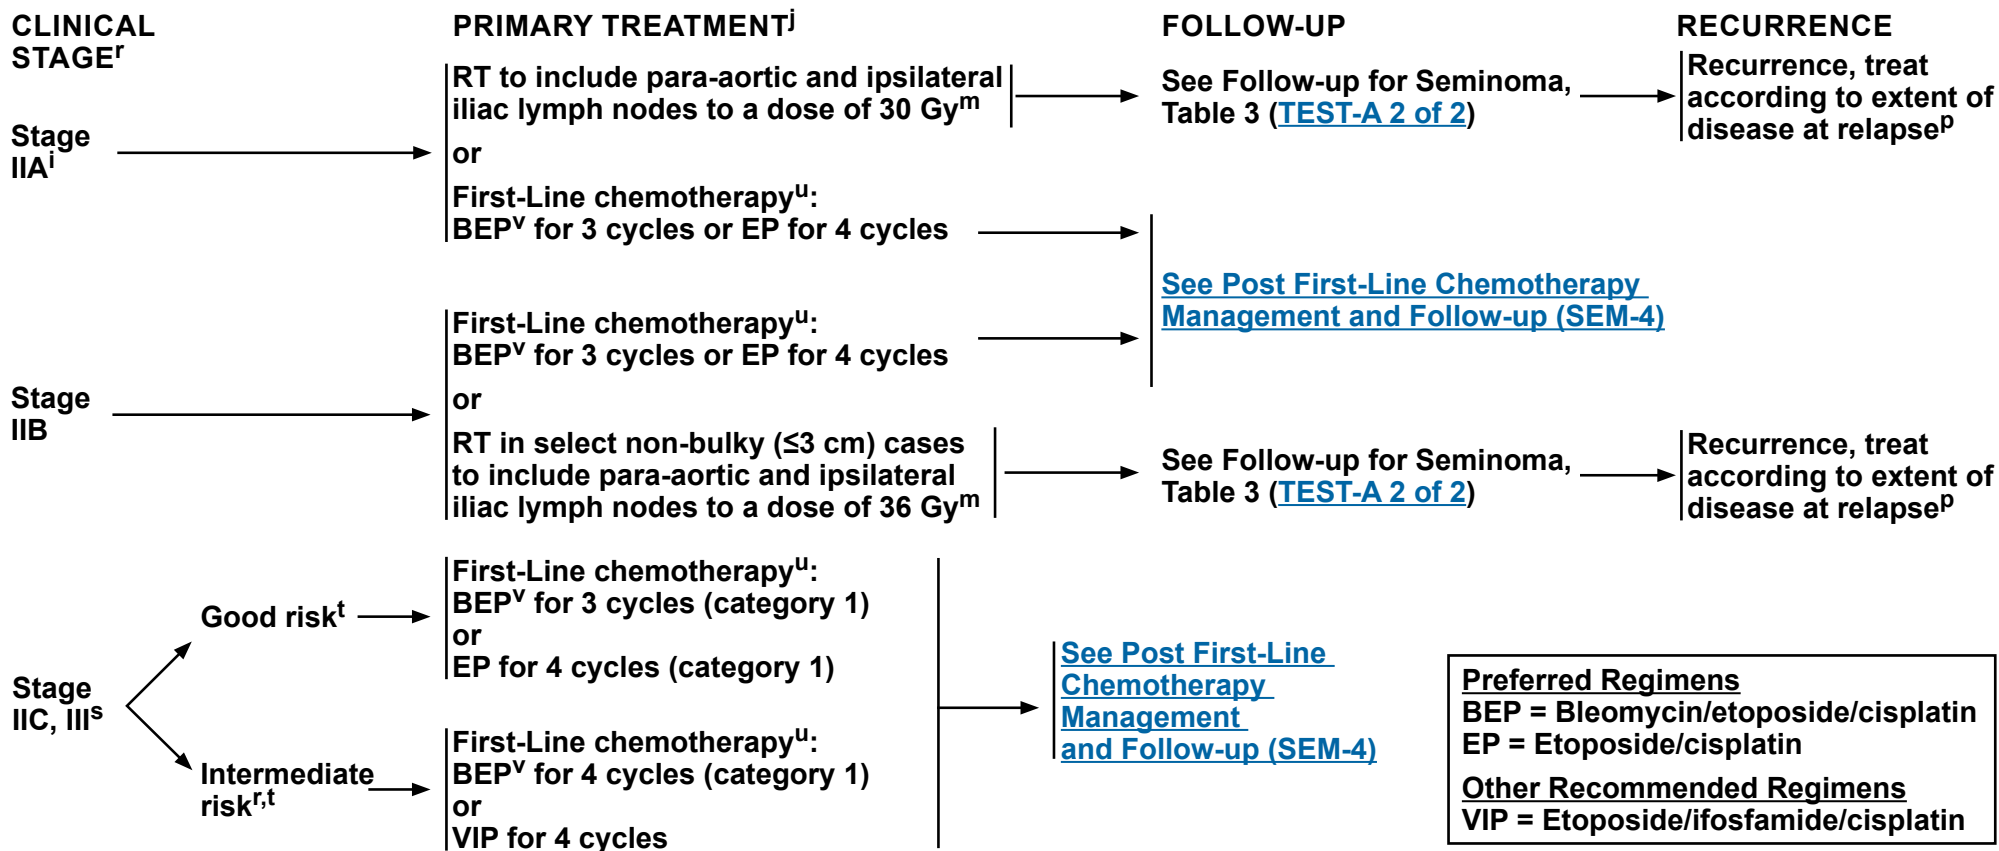 CLINICAL
STAGEʳ
PRIMARY TREATMENTʲ
FOLLOW-UP
RECURRENCE
Stage
IIAⁱ
RT to include para-aortic and ipsilateral
iliac lymph nodes to a dose of 30 Gyᵐ
or
First-Line chemotherapyᵘ:
BEPᵛ for 3 cycles or EP for 4 cycles
See Follow-up for Seminoma,
Table 3 (TEST-A 2 of 2)
Recurrence, treat
according to extent of
disease at relapseᵖ
See Post First-Line Chemotherapy
Management and Follow-up (SEM-4)
Stage
IIB
First-Line chemotherapyᵘ:
BEPᵛ for 3 cycles or EP for 4 cycles
or
RT in select non-bulky (≤3 cm) cases
to include para-aortic and ipsilateral
iliac lymph nodes to a dose of 36 Gyᵐ
See Follow-up for Seminoma,
Table 3 (TEST-A 2 of 2)
Recurrence, treat
according to extent of
disease at relapseᵖ
Stage
IIC, IIIˢ
Good riskᵗ
First-Line chemotherapyᵘ:
BEPᵛ for 3 cycles (category 1)
or
EP for 4 cycles (category 1)
Intermediate
riskʳ,ᵗ
First-Line chemotherapyᵘ:
BEPᵛ for 4 cycles (category 1)
or
VIP for 4 cycles
See Post First-Line
Chemotherapy
Management
and Follow-up (SEM-4)
Preferred Regimens
BEP = Bleomycin/etoposide/cisplatin
EP = Etoposide/cisplatin
Other Recommended Regimens
VIP = Etoposide/ifosfamide/cisplatin